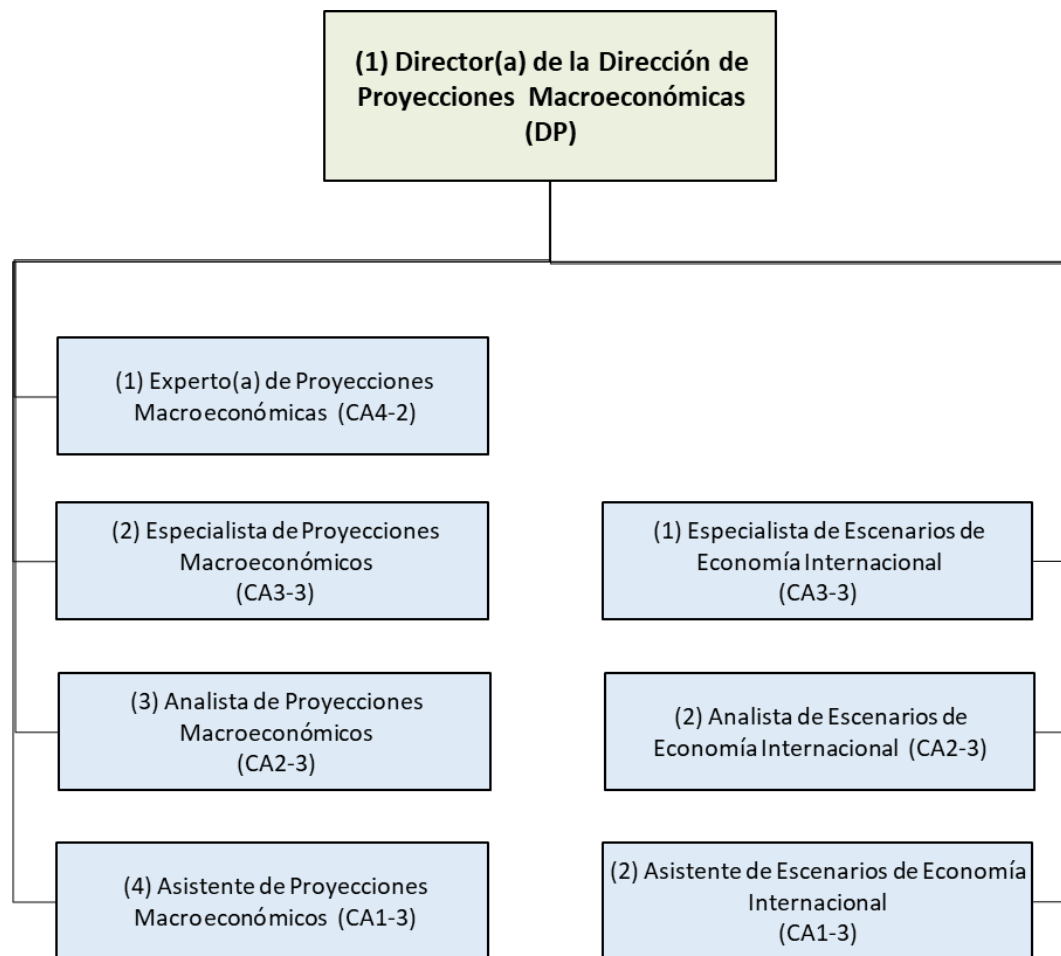 (1) Director(a) de la Dirección de
Proyecciones Macroeconómicas
(DP)
(1) Experto(a) de Proyecciones
Macroeconómicas (CA4-2)
(2) Especialista de Proyecciones
Macroeconómicos
(CA3-3)
(1) Especialista de Escenarios de
Economía Internacional
(CA3-3)
(3) Analista de Proyecciones
Macroeconómicos
(CA2-3)
(2) Analista de Escenarios de
Economía Internacional (CA2-3)
(4) Asistente de Proyecciones
Macroeconómicos (CA1-3)
(2) Asistente de Escenarios de Economía
Internacional
(CA1-3)